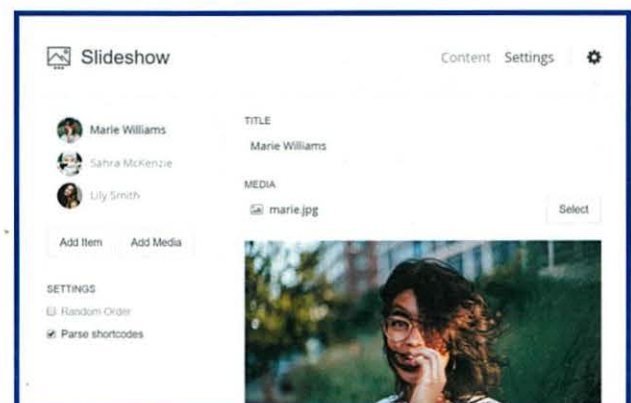 Slideshow
Content Settings
Marie Williams
Sahra McKenzie
Lily Smith
Add Item Add Media
SETTINGS
Random Order
Parse shortcodes
TITLE
Marie Williams
MEDIA
marie.jpg
Select